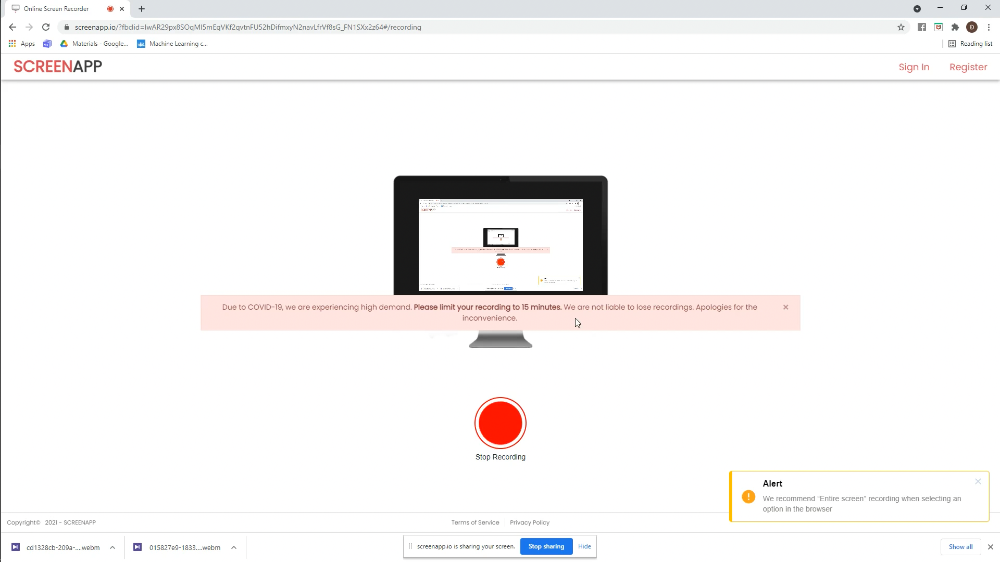 Online Screen Recorder
screenapp.io/?fbclid=IwAR29px8SOqMI5mEqVKf2qvtnFU52hDifmxyN2navLfrVf8sG_FN1SXx2z64#/recording
Apps
Materials - Google...
Machine Learning c...
Reading list
SCREENAPP
Sign In
Register
Due to COVID-19, we are experiencing high demand. Please limit your recording to 15 minutes. We are not liable to lose recordings. Apologies for the
inconvenience.
Stop Recording
Alert
We recommend “Entire screen” recording when selecting an
option in the browser
Copyright© 2021 - SCREENAPP
Terms of Service
Privacy Policy
cd1328cb-209a-....webm
015827e9-1833....webm
screenapp.io is sharing your screen.
Stop sharing
Hide
Show all